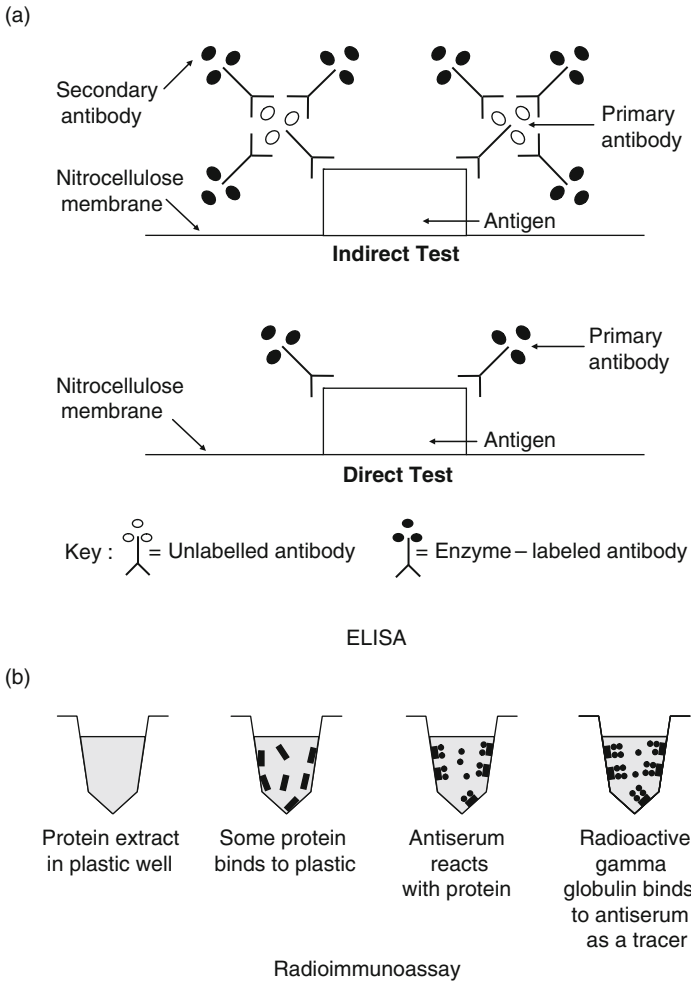 (a)
Secondary
antibody
Primary
antibody
Nitrocellulose
membrane
Antigen
Indirect Test
Primary
antibody
Nitrocellulose
membrane
Antigen
Direct Test
Key : = Unlabelled antibody = Enzyme – labeled antibody
ELISA
(b)
Protein extract
in plastic well
Some protein
binds to plastic
Antiserum
reacts
with protein
Radioactive
gamma
globulin binds
to antiserum
as a tracer
Radioimmunoassay